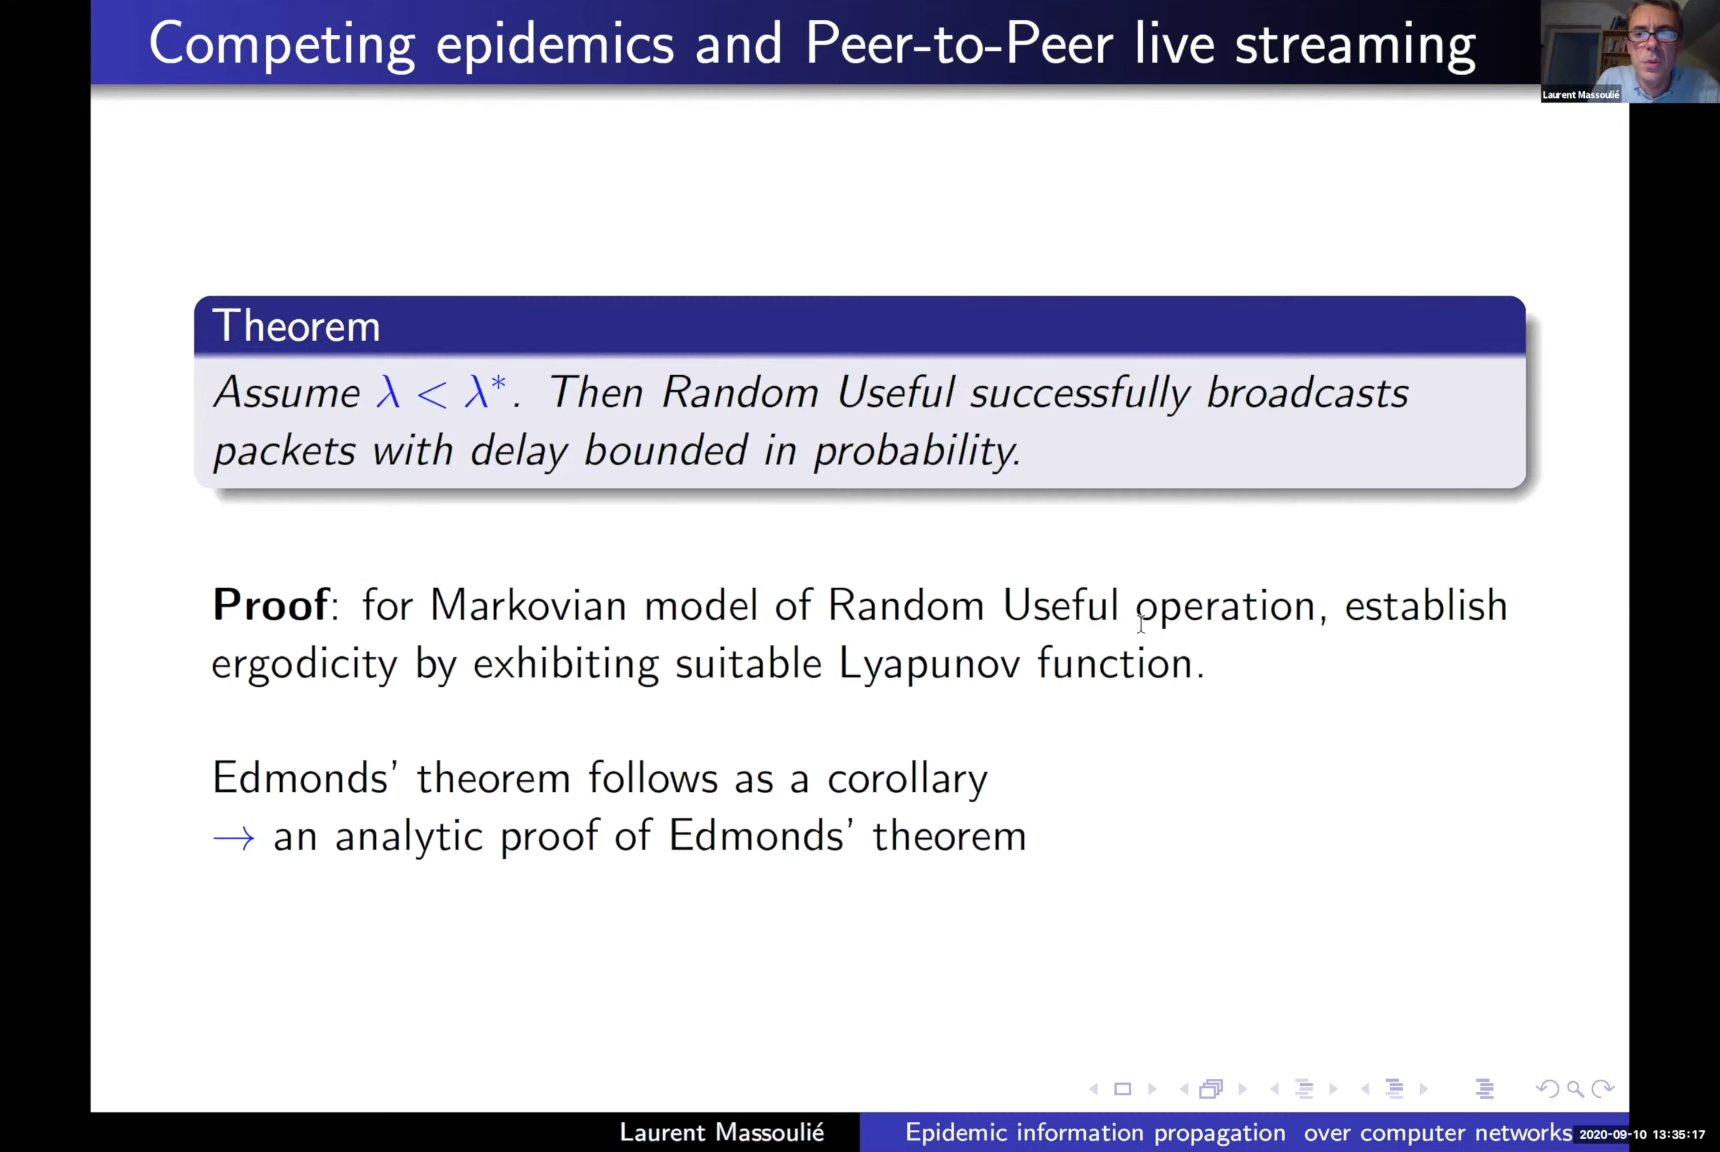 Competing epidemics and Peer-to-Peer live streaming
Laurent Massoulié
Theorem
Assume λ < λ*. Then Random Useful successfully broadcasts
packets with delay bounded in probability.
Proof: for Markovian model of Random Useful operation, establish
ergodicity by exhibiting suitable Lyapunov function.
Edmonds' theorem follows as a corollary
→ an analytic proof of Edmonds' theorem
Laurent Massoulié
Epidemic information propagation over computer networks
2020-09-10 13:35:17